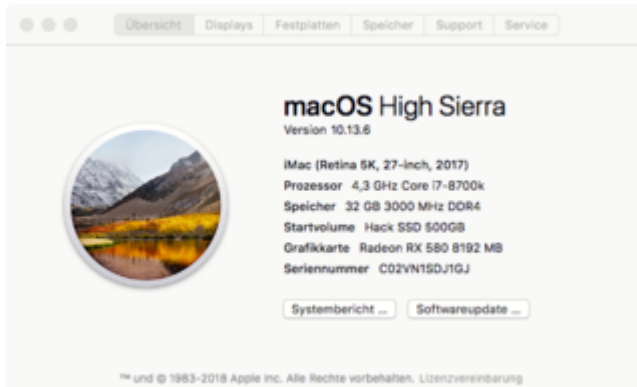 Übersicht Displays Festplatten Speicher Support Service
macOS High Sierra
Version 10.13.6
iMac (Retina 5K, 27-inch, 2017)
Prozessor 4,3 GHz Core i7-8700k
Speicher 32 GB 3000 MHz DDR4
Startvolume Hack SSD 500GB
Grafikkarte Radeon RX 580 8192 MB
Seriennummer C02VN1SDJ1GJ
Systembericht ... Softwareupdate ...
™ und © 1983-2018 Apple Inc. Alle Rechte vorbehalten. Lizenzvereinbarung